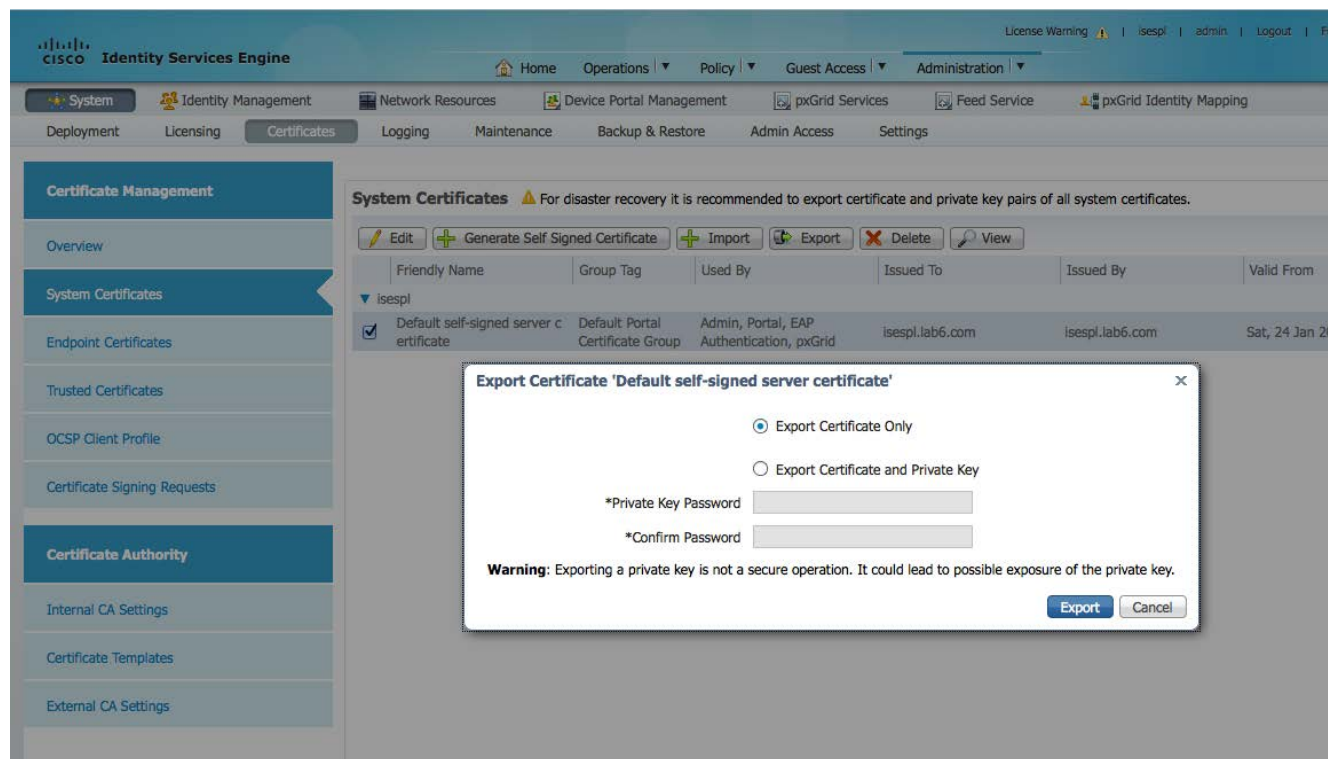 License Warning | isespl | admin | Logout |
CISCO Identity Services Engine
Home Operations Policy Guest Access Administration
System Identity Management Network Resources Device Portal Management pxGrid Services Feed Service pxGrid Identity Mapping
Deployment Licensing Certificates Logging Maintenance Backup & Restore Admin Access Settings
Certificate Management
Overview
System Certificates
Endpoint Certificates
Trusted Certificates
OCSP Client Profile
Certificate Signing Requests
Certificate Authority
Internal CA Settings
Certificate Templates
External CA Settings
System Certificates For disaster recovery it is recommended to export certificate and private key pairs of all system certificates.
Edit Generate Self Signed Certificate Import Export Delete View
Friendly Name Group Tag Used By Issued To Issued By Valid From
isespl
Default self-signed server c
ertificate
Default Portal
Certificate Group
Admin, Portal, EAP
Authentication, pxGrid
isespl.lab6.com
isespl.lab6.com
Sat, 24 Jan
Export Certificate 'Default self-signed server certificate' X
Export Certificate Only
Export Certificate and Private Key
*Private Key Password
*Confirm Password
Warning: Exporting a private key is not a secure operation. It could lead to possible exposure of the private key.
Export Cancel